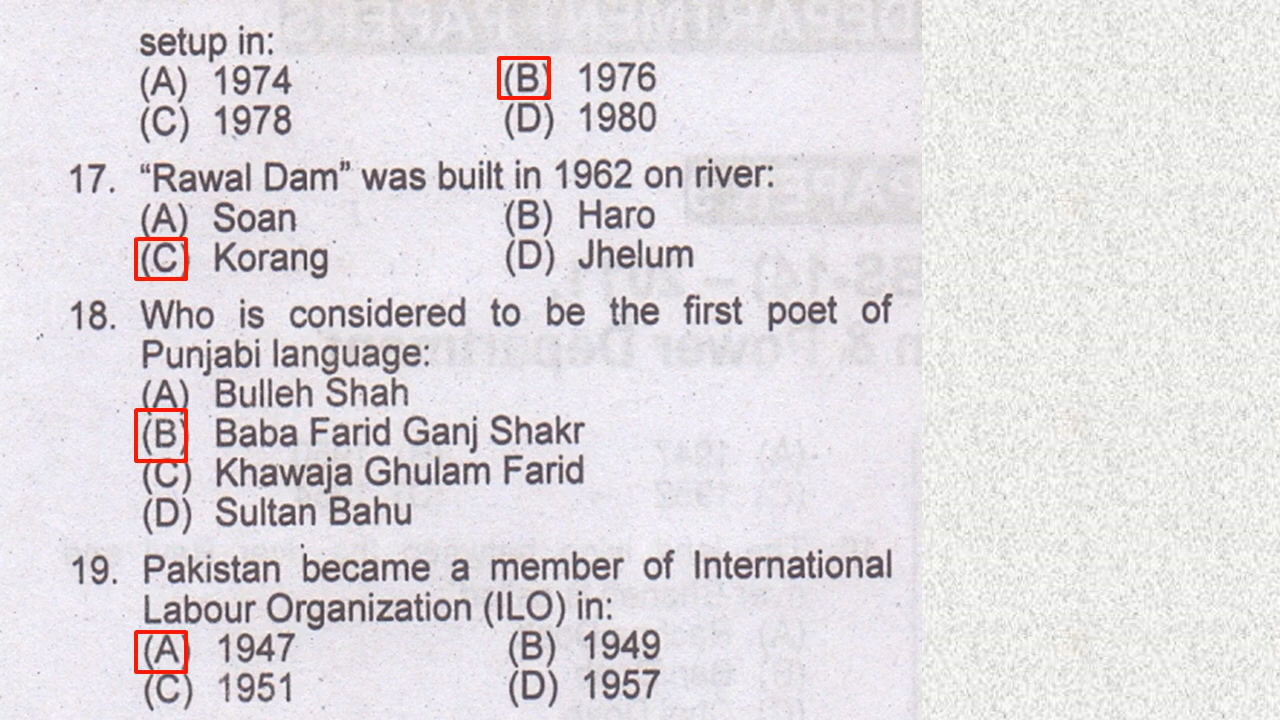 setup in:
(A) 1974 (B) 1976
(C) 1978 (D) 1980
17. “Rawal Dam” was built in 1962 on river:
(A) Soan (B) Haro
(C) Korang (D) Jhelum
18. Who is considered to be the first poet of
Punjabi language:
(A) Bulleh Shah
(B) Baba Farid Ganj Shakr
(C) Khawaja Ghulam Farid
(D) Sultan Bahu
19. Pakistan became a member of International
Labour Organization (ILO) in:
(A) 1947 (B) 1949
(C) 1951 (D) 1957